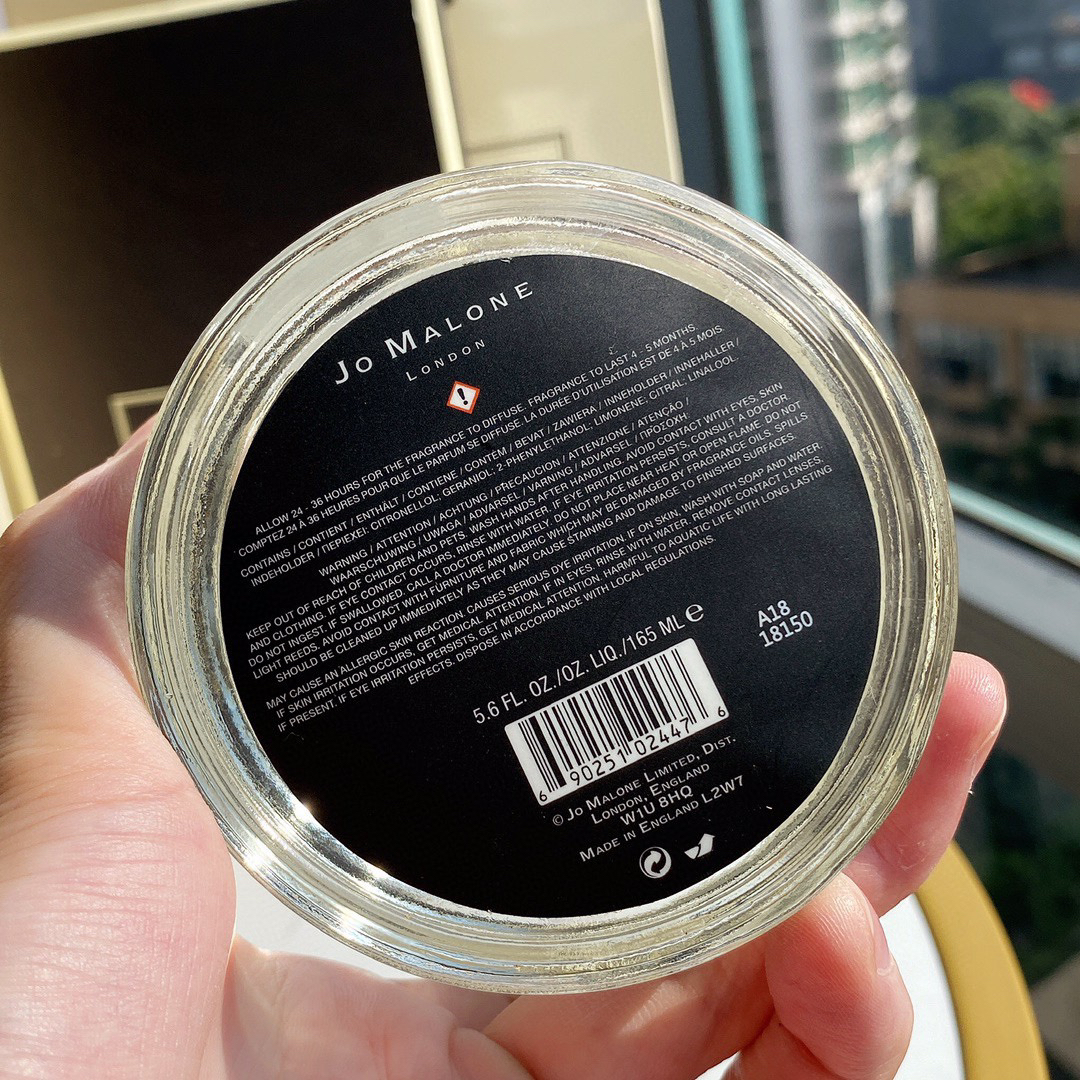 JO MALONE
LONDON
ALLOW 24 - 36 HOURS FOR THE FRAGRANCE TO DIFFUSE. FRAGRANCE TO LAST 4 - 5 MONTHS.
COMPTEZ 24 À 36 HEURES POUR QUE LE PARFUM SE DIFFUSE. LA DURÉE D'UTILISATION EST DE 4 À 5 MOIS.
CONTAINS / CONTIENT / ENTHÄLT / CONTIENE / CONTEM / BEVAT / ZAWIERA / INNEHOLDER / INNEHALLER /
INDEHOLDER / ΠΕΡΙΕΧΕΙ: CITRONELLOL. GERANIOL. 2-PHENYLETHANOL. LIMONENE. CITRAL. LINALOOL.
WARNING / ATTENTION / ACHTUNG / PRECAUCION / ATTENZIONE / ATENÇÃO /
WAARSCHUWING / UWAGA / ADVARSEL / VARNING / ADVARSEL / ΠΡΟΣΟΧΗ
KEEP OUT OF REACH OF CHILDREN AND PETS. WASH HANDS AFTER HANDLING. AVOID CONTACT WITH EYES, SKIN
AND CLOTHING. IF EYE CONTACT OCCURS, RINSE WITH WATER. IF EYE IRRITATION PERSISTS, CONSULT A DOCTOR.
DO NOT INGEST. IF SWALLOWED, CALL A DOCTOR IMMEDIATELY. DO NOT PLACE NEAR HEAT OR OPEN FLAME. DO NOT
LIGHT REEDS. AVOID CONTACT WITH FURNITURE AND FABRIC WHICH MAY BE DAMAGED BY FRAGRANCE OILS. SPILLS
SHOULD BE CLEANED UP IMMEDIATELY AS THEY MAY CAUSE STAINING AND DAMAGE TO FINISHED SURFACES.
MAY CAUSE AN ALLERGIC SKIN REACTION. CAUSES SERIOUS EYE IRRITATION. IF ON SKIN, WASH WITH SOAP AND WATER.
IF SKIN IRRITATION OCCURS, GET MEDICAL ATTENTION. IF IN EYES, RINSE WITH WATER. REMOVE CONTACT LENSES,
IF PRESENT. IF EYE IRRITATION PERSISTS, GET MEDICAL ATTENTION. HARMFUL TO AQUATIC LIFE WITH LONG LASTING
EFFECTS. DISPOSE IN ACCORDANCE WITH LOCAL REGULATIONS.
A18
18150
5.6 FL. OZ./OZ. LIQ./165 ML e
6 90251 02447 6
© JO MALONE LIMITED, DIST.
LONDON, ENGLAND
W1U 8HQ
MADE IN ENGLAND L2W7